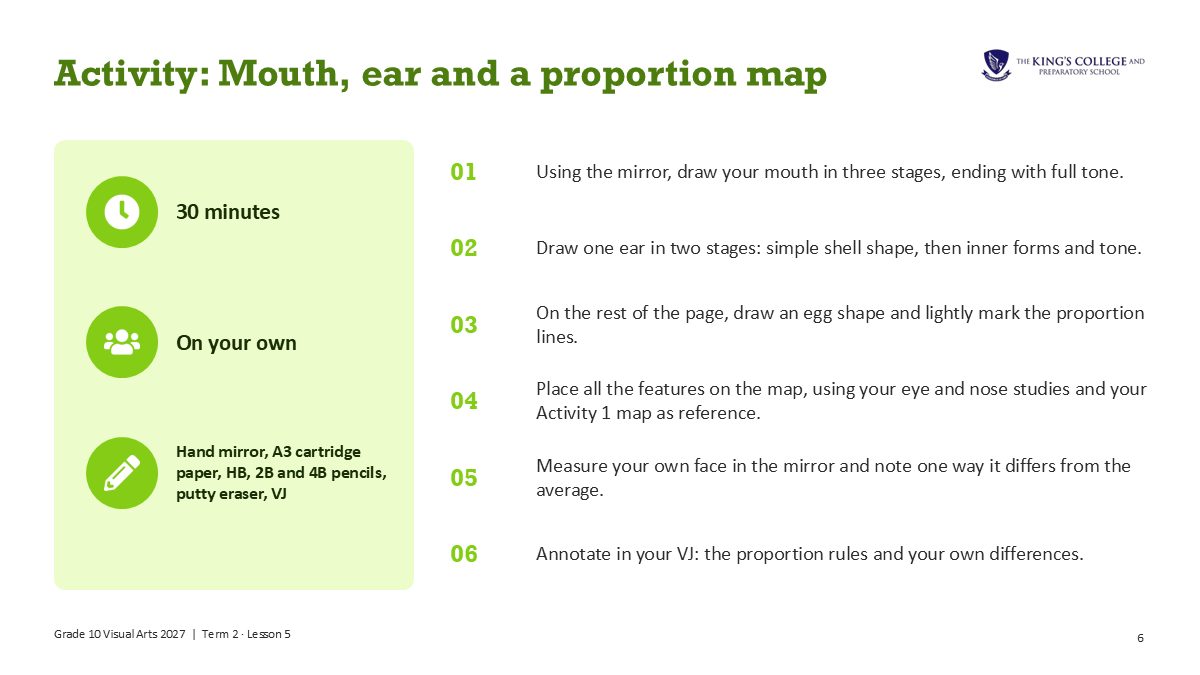 Activity: Mouth, ear and a proportion map
THE KING'S COLLEGE AND
PREPARATORY SCHOOL
30 minutes
On your own
Hand mirror, A3 cartridge
paper, HB, 2B and 4B pencils,
putty eraser, VJ
01
Using the mirror, draw your mouth in three stages, ending with full tone.
02
Draw one ear in two stages: simple shell shape, then inner forms and tone.
03
On the rest of the page, draw an egg shape and lightly mark the proportion
lines.
04
Place all the features on the map, using your eye and nose studies and your
Activity 1 map as reference.
05
Measure your own face in the mirror and note one way it differs from the
average.
06
Annotate in your VJ: the proportion rules and your own differences.
Grade 10 Visual Arts 2027 | Term 2 · Lesson 5
6